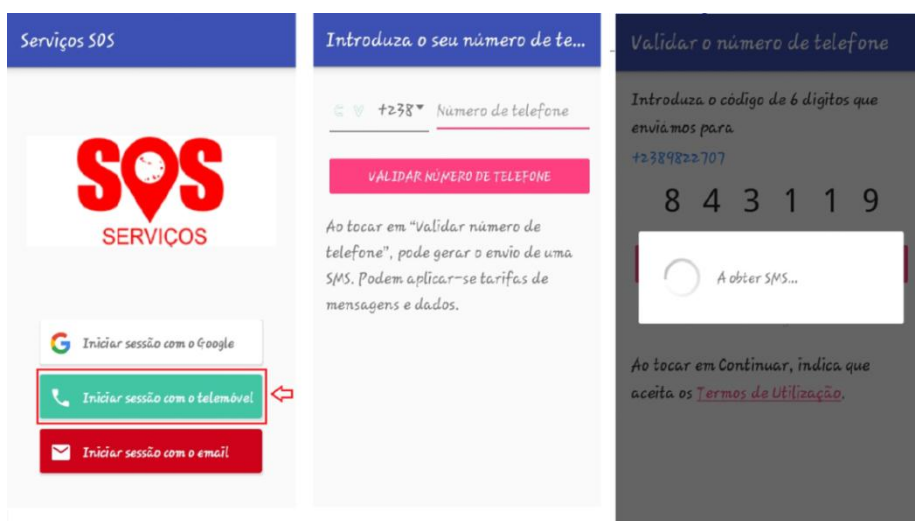 Serviços SOS
SOS
SERVIÇOS
Iniciar sessão com o Google
Iniciar sessão com o telemóvel
Iniciar sessão com o email
Introduza o seu número de te...
C V +238 Número de telefone
VALIDAR NÚMERO DE TELEFONE
Ao tocar em “Validar número de
telefone”, pode gerar o envio de uma
SMS. Podem aplicar-se tarifas de
mensagens e dados.
Validar o número de telefone
Introduza o código de 6 dígitos que
enviámos para
+2389822707
8 4 3 1 1 9
A obter SMS...
Ao tocar em Continuar, indica que
aceita os Termos de Utilização.